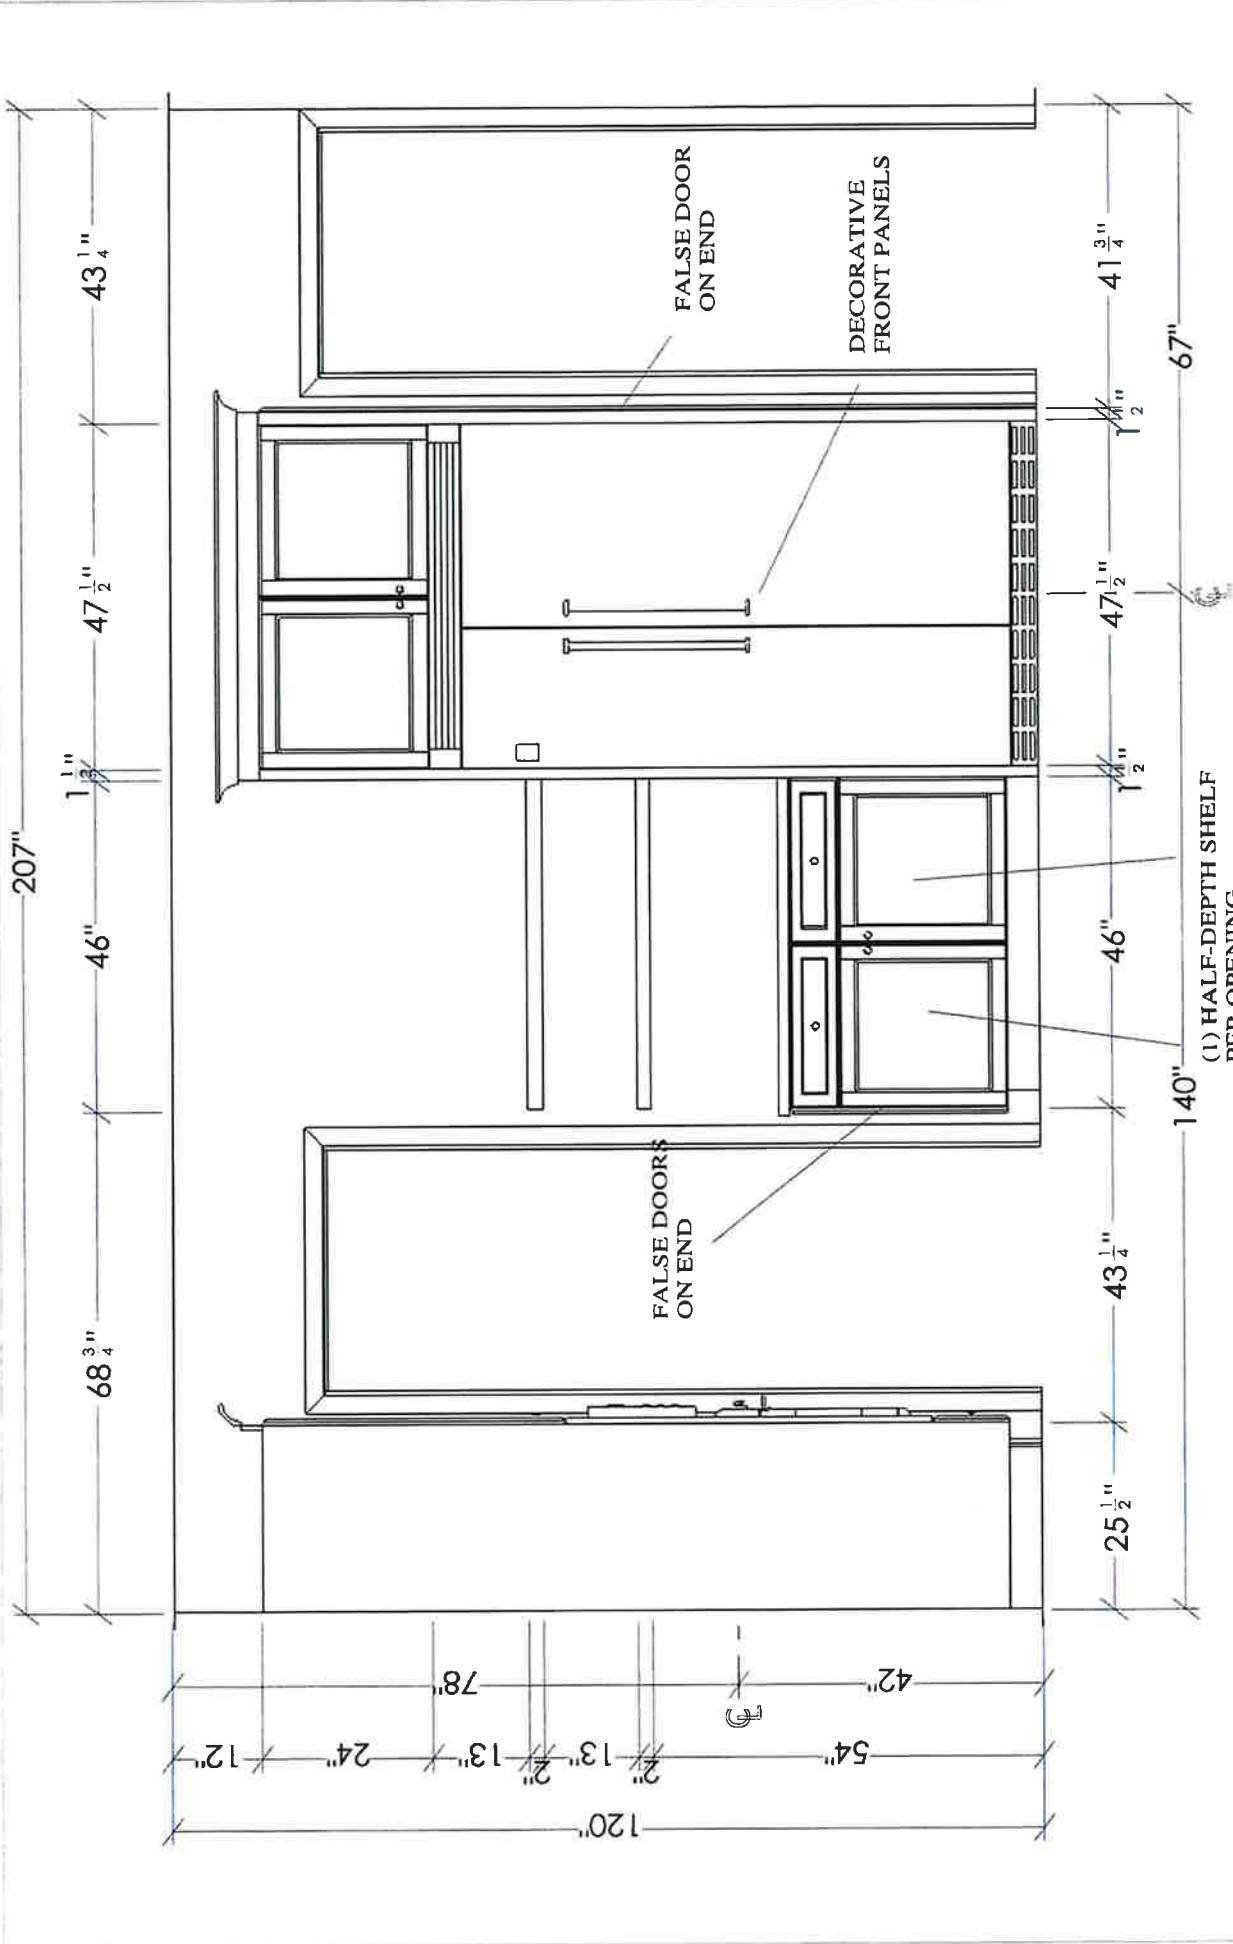 207"
68 3/4" 46" 1 1/2" 47 1/2" 43 1/4"
120"
12" 24" 13" 2" 13" 2" 54"
78" ℄ 42"
FALSE DOORS
ON END
FALSE DOOR
ON END
DECORATIVE
FRONT PANELS
25 1/2" 43 1/4" 46" 1 1/2" 47 1/2" 1 1/2" 41 3/4"
140" 67"
℄
(1) HALF-DEPTH SHELF
PER OPENING